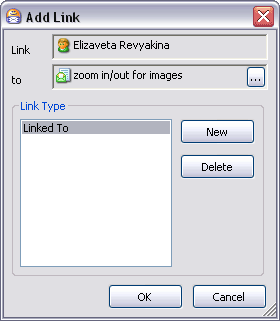 Add Link
Link Elizaveta Revyakina
to zoom in/out for images ...
Link Type
Linked To
New
Delete
OK Cancel